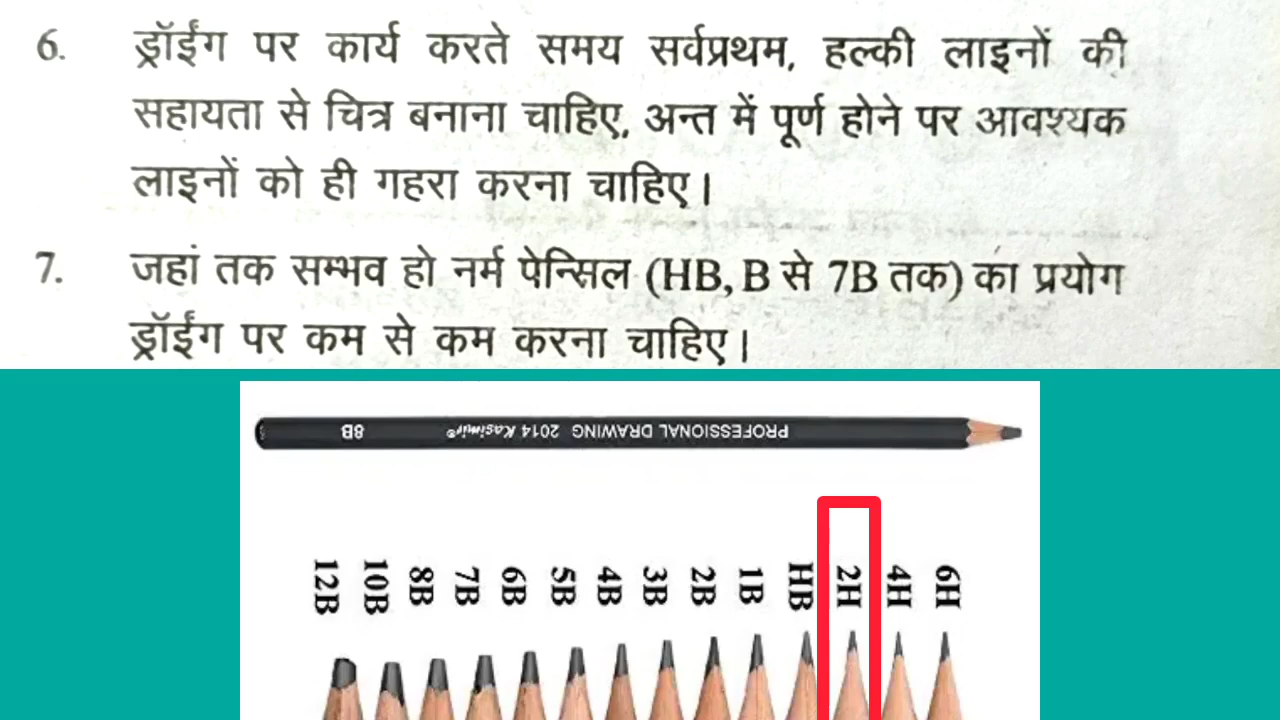 6. ड्रॉईंग पर कार्य करते समय सर्वप्रथम, हल्की लाइनों की
सहायता से चित्र बनाना चाहिए, अन्त में पूर्ण होने पर आवश्यक
लाइनों को ही गहरा करना चाहिए।
7. जहां तक सम्भव हो नर्म पेन्सिल (HB, B से 7B तक) का प्रयोग
ड्रॉईंग पर कम से कम करना चाहिए।
PROFESSIONAL DRAWING 2014 Kasimir® 8B
12B 10B 8B 7B 6B 5B 4B 3B 2B 1B HB 2H 4H 6H